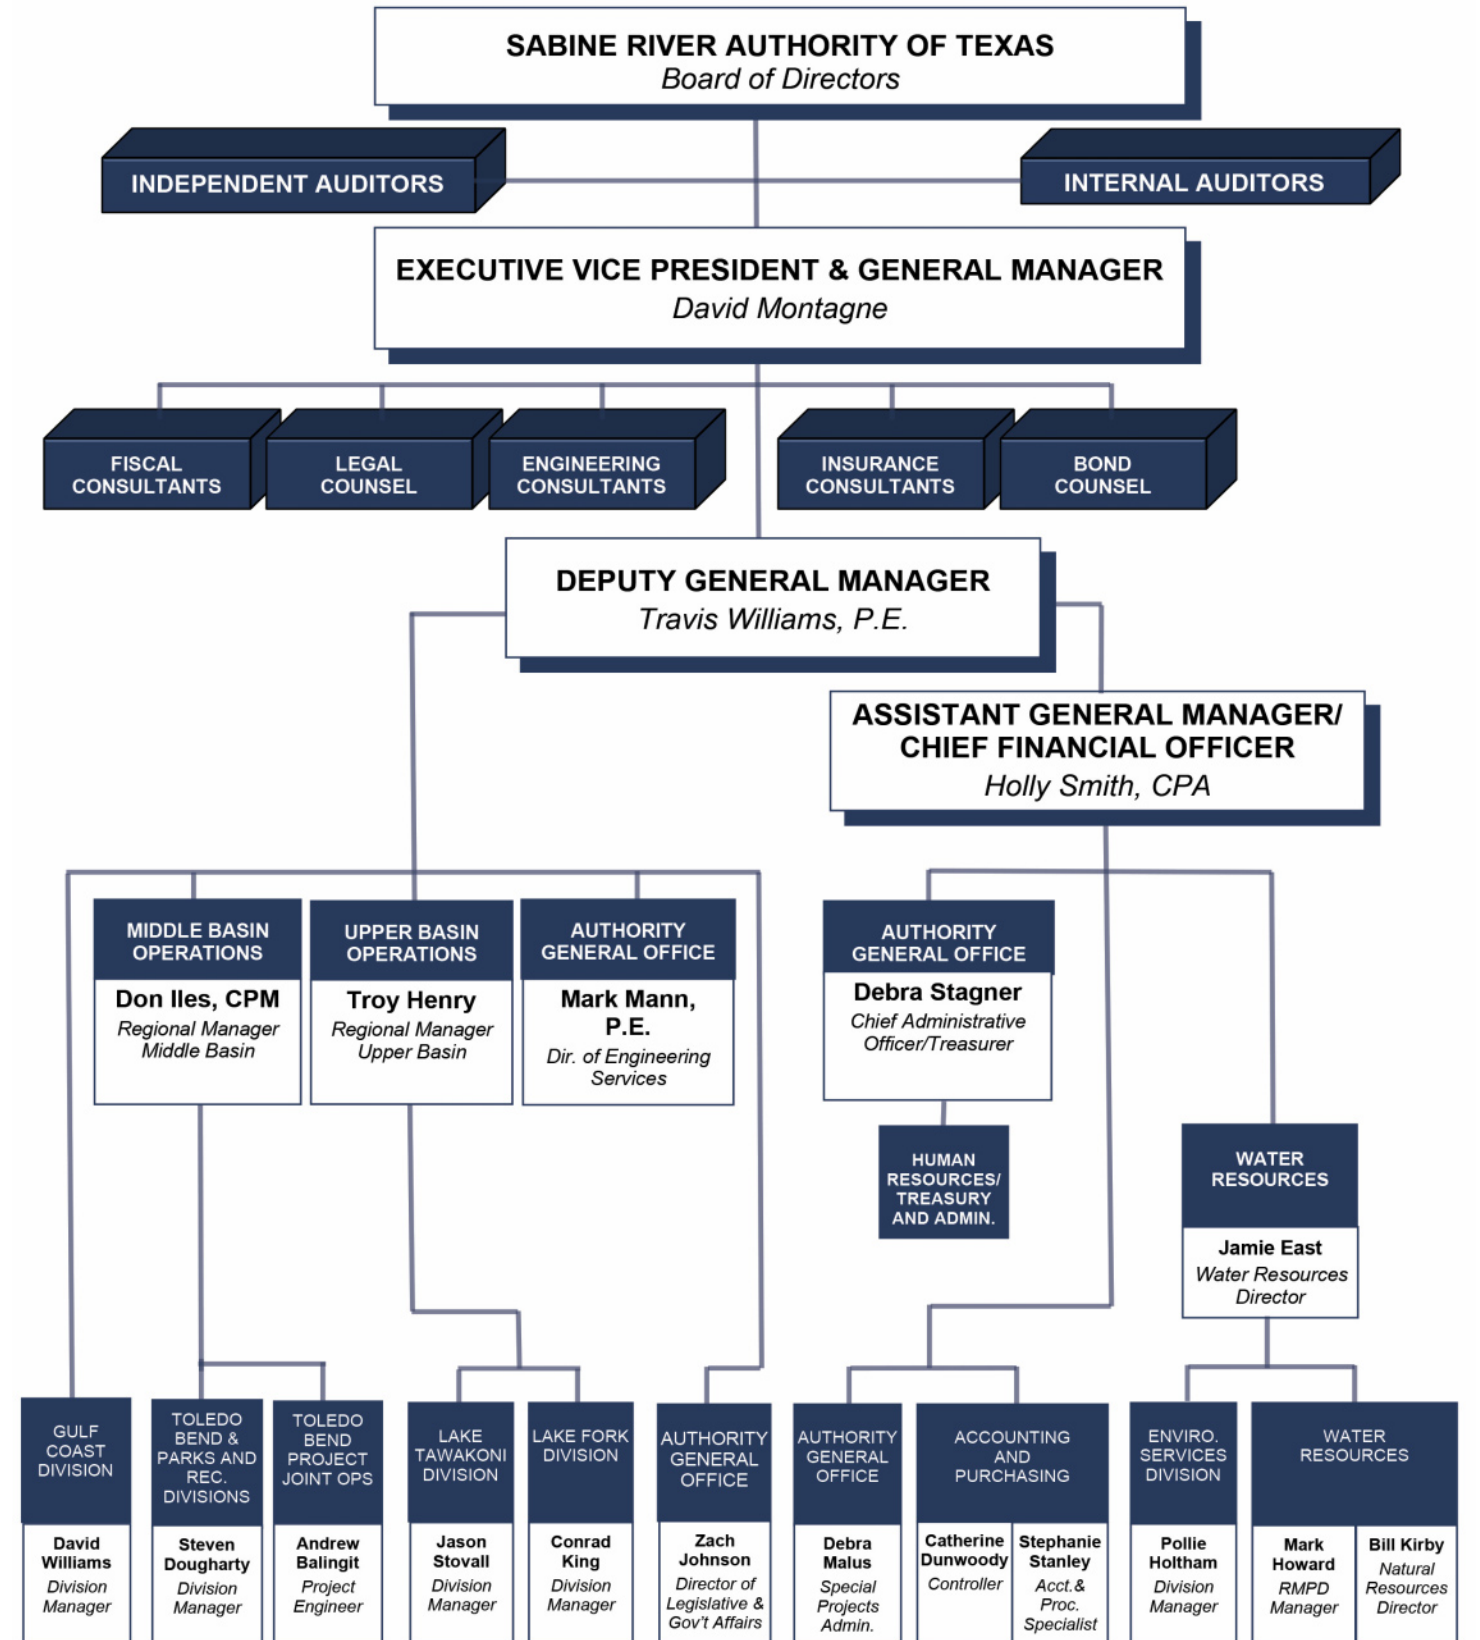 SABINE RIVER AUTHORITY OF TEXAS
Board of Directors
INDEPENDENT AUDITORS
INTERNAL AUDITORS
EXECUTIVE VICE PRESIDENT & GENERAL MANAGER
David Montagne
FISCAL
CONSULTANTS
LEGAL
COUNSEL
ENGINEERING
CONSULTANTS
INSURANCE
CONSULTANTS
BOND
COUNSEL
DEPUTY GENERAL MANAGER
Travis Williams, P.E.
ASSISTANT GENERAL MANAGER/
CHIEF FINANCIAL OFFICER
Holly Smith, CPA
MIDDLE BASIN
OPERATIONS
Don Iles, CPM
Regional Manager
Middle Basin
UPPER BASIN
OPERATIONS
Troy Henry
Regional Manager
Upper Basin
AUTHORITY
GENERAL OFFICE
Mark Mann,
P.E.
Dir. of Engineering
Services
AUTHORITY
GENERAL OFFICE
Debra Stagner
Chief Administrative
Officer/Treasurer
HUMAN
RESOURCES/
TREASURY
AND ADMIN.
WATER
RESOURCES
Jamie East
Water Resources
Director
GULF
COAST
DIVISION
David
Williams
Division
Manager
TOLEDO
BEND &
PARKS AND
REC.
DIVISIONS
Steven
Dougharty
Division
Manager
TOLEDO
BEND
PROJECT
JOINT OPS
Andrew
Balingit
Project
Engineer
LAKE
TAWAKONI
DIVISION
Jason
Stovall
Division
Manager
LAKE FORK
DIVISION
Conrad
King
Division
Manager
AUTHORITY
GENERAL
OFFICE
Zach
Johnson
Director of
Legislative &
Gov't Affairs
AUTHORITY
GENERAL
OFFICE
Debra
Malus
Special
Projects
Admin.
ACCOUNTING
AND
PURCHASING
Catherine
Dunwoody
Controller
Stephanie
Stanley
Acct.&
Proc.
Specialist
ENVIRO.
SERVICES
DIVISION
Pollie
Holtham
Division
Manager
WATER
RESOURCES
Mark
Howard
RMPD
Manager
Bill Kirby
Natural
Resources
Director